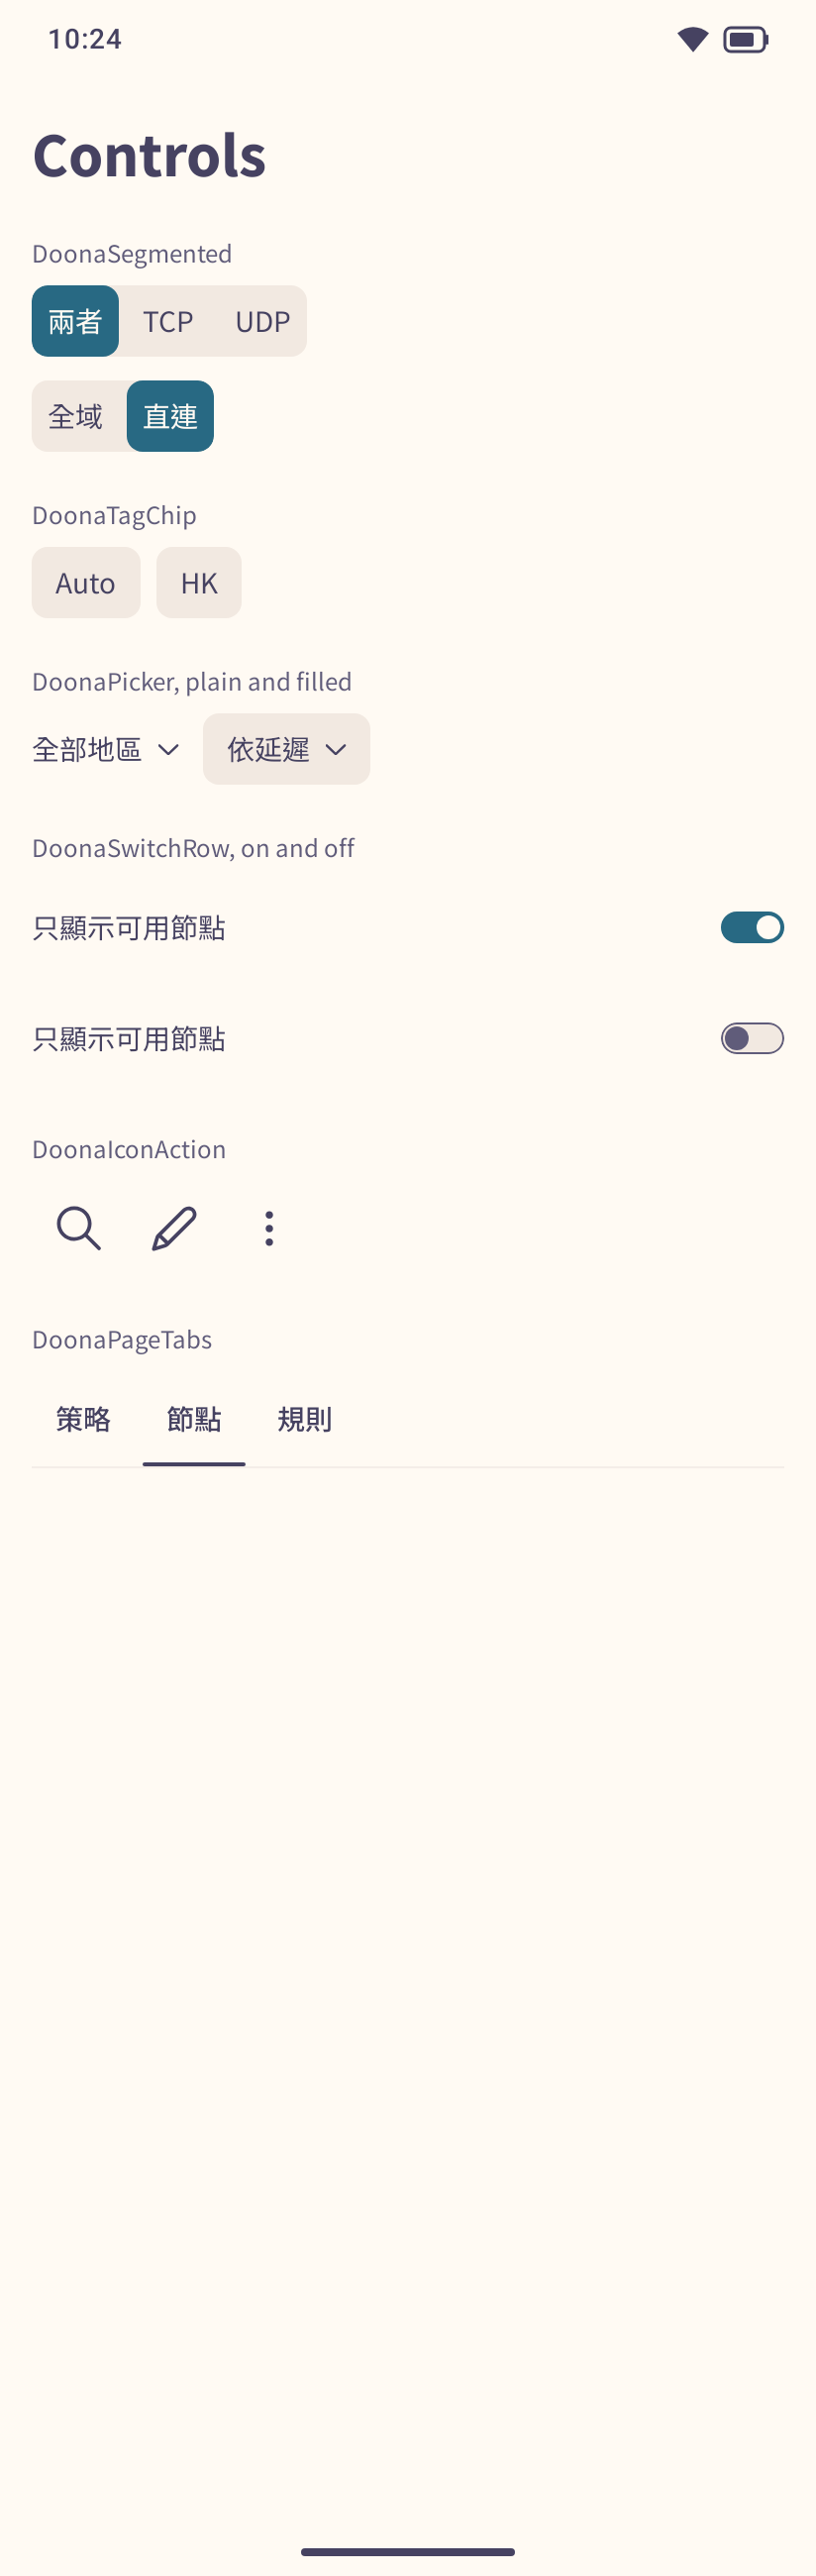 10:24
Controls
DoonaSegmented
兩者 TCP UDP
全域 直連
DoonaTagChip
Auto HK
DoonaPicker, plain and filled
全部地區 依延遲
DoonaSwitchRow, on and off
只顯示可用節點
只顯示可用節點
DoonaIconAction
DoonaPageTabs
策略 節點 規則